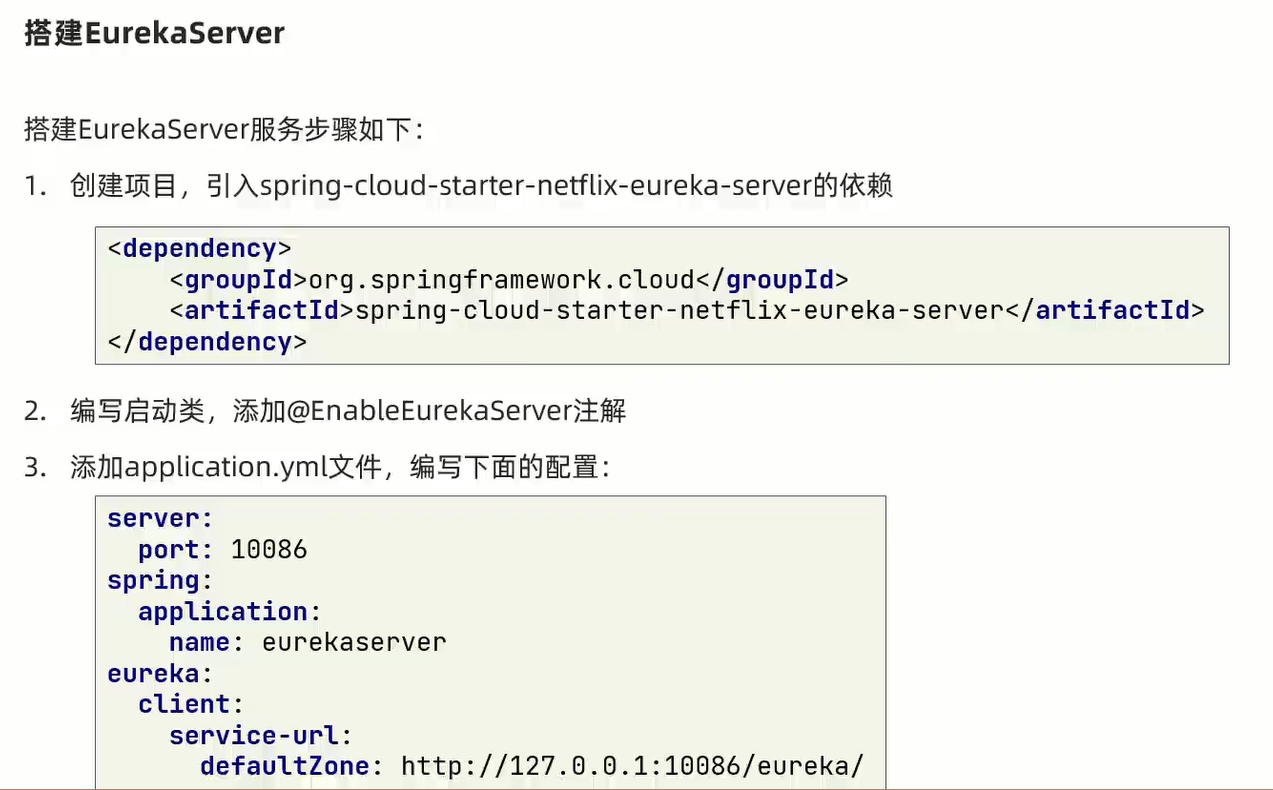 搭建EurekaServer
搭建EurekaServer服务步骤如下：
1. 创建项目，引入spring-cloud-starter-netflix-eureka-server的依赖
<dependency>
    <groupId>org.springframework.cloud</groupId>
    <artifactId>spring-cloud-starter-netflix-eureka-server</artifactId>
</dependency>
2. 编写启动类，添加@EnableEurekaServer注解
3. 添加application.yml文件，编写下面的配置：
server:
  port: 10086
spring:
  application:
    name: eurekaserver
eureka:
  client:
    service-url:
      defaultZone: http://127.0.0.1:10086/eureka/